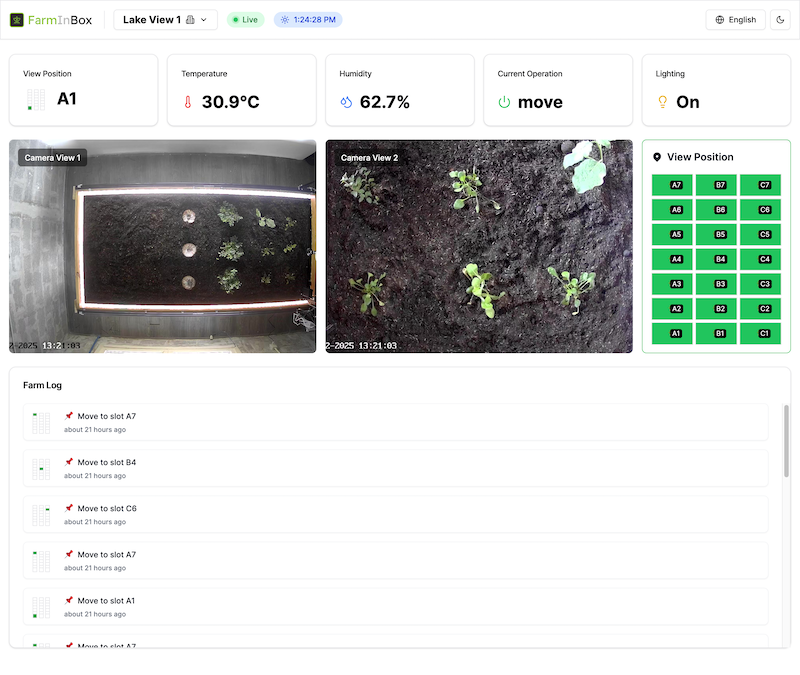 FarmInBox
Lake View 1
Live
1:24:28 PM
English
View Position
A1
Temperature
30.9°C
Humidity
62.7%
Current Operation
move
Lighting
On
Camera View 1
2-2025 13:21:03
Camera View 2
2-2025 13:21:03
View Position
A7 B7 C7
A6 B6 C6
A5 B5 C5
A4 B4 C4
A3 B3 C3
A2 B2 C2
A1 B1 C1
Farm Log
Move to slot A7
about 21 hours ago
Move to slot B4
about 21 hours ago
Move to slot C6
about 21 hours ago
Move to slot A7
about 21 hours ago
Move to slot A1
about 21 hours ago
Move to slot A7